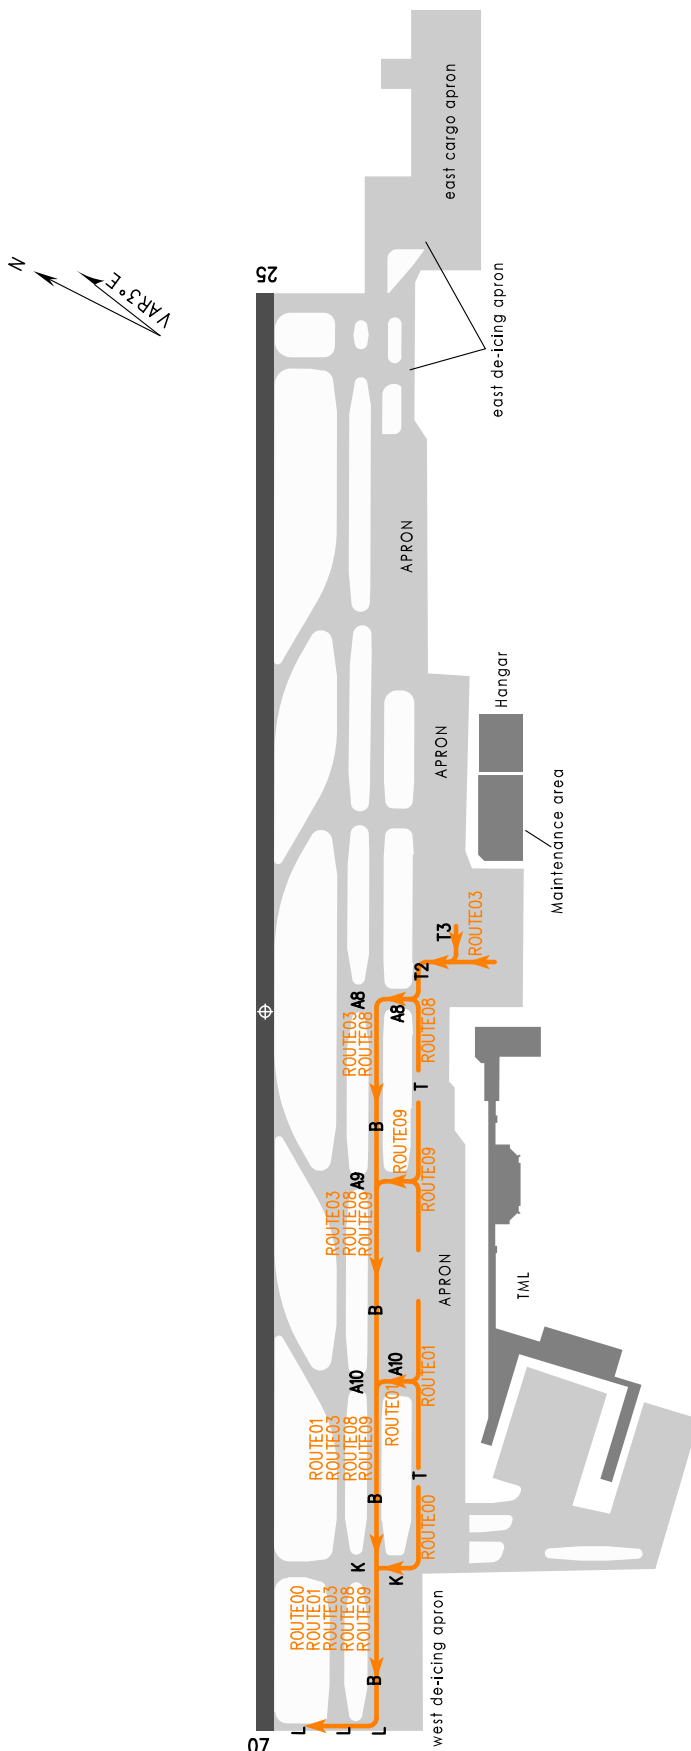 east cargo apron
N
VAR3°E
25
east de-icing apron
APRON
Hangar
APRON
Maintenance area
T3
ROUTE03
T2
A8
A8
ROUTE03
ROUTE08
ROUTE08
T
B
ROUTE09
A9
ROUTE09
ROUTE03
ROUTE08
ROUTE09
APRON
TML
B
A10
A10
ROUTE01
ROUTE01
ROUTE01
ROUTE03
ROUTE08
ROUTE09
T
B
ROUTE00
K
K
ROUTE00
ROUTE01
ROUTE03
ROUTE08
ROUTE09
west de-icing apron
B
L
L
L
07